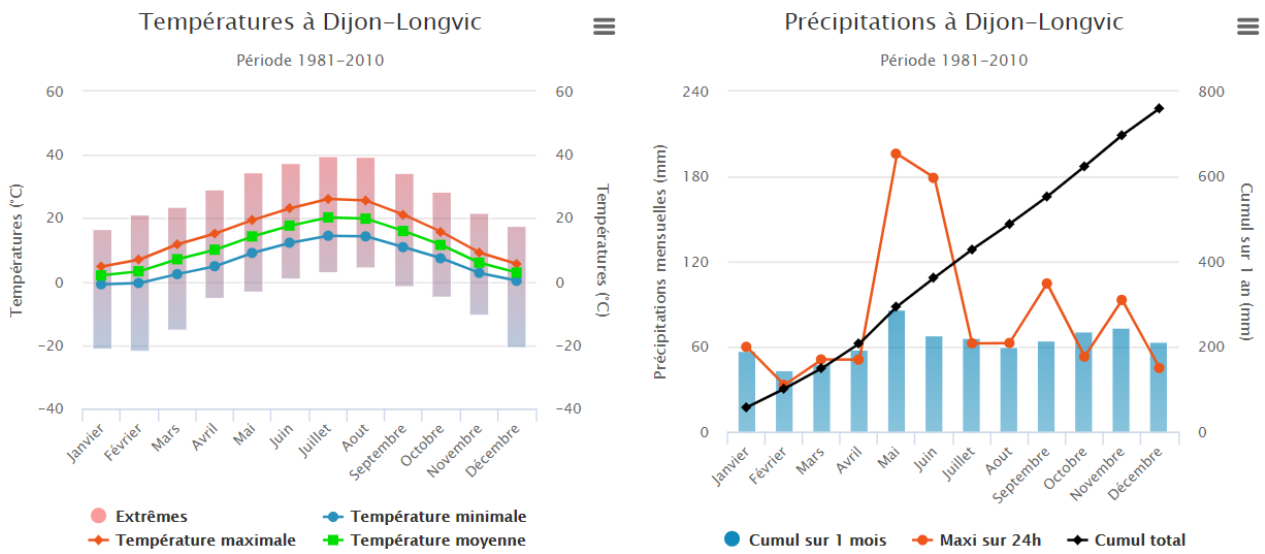 Températures à Dijon-Longvic
Période 1981-2010
60
40
20
0
-20
-40
60
40
20
0
-20
-40
Températures (°C)
Températures (°C)
Janvier
Février
Mars
Avril
Mai
Juin
Juillet
Aout
Septembre
Octobre
Novembre
Décembre
Extrêmes
Température minimale
Température maximale
Température moyenne
Précipitations à Dijon-Longvic
Période 1981-2010
240
180
120
60
0
800
600
400
200
0
Précipitations mensuelles (mm)
Cumul sur 1 an (mm)
Janvier
Février
Mars
Avril
Mai
Juin
Juillet
Aout
Septembre
Octobre
Novembre
Décembre
Cumul sur 1 mois
Maxi sur 24h
Cumul total